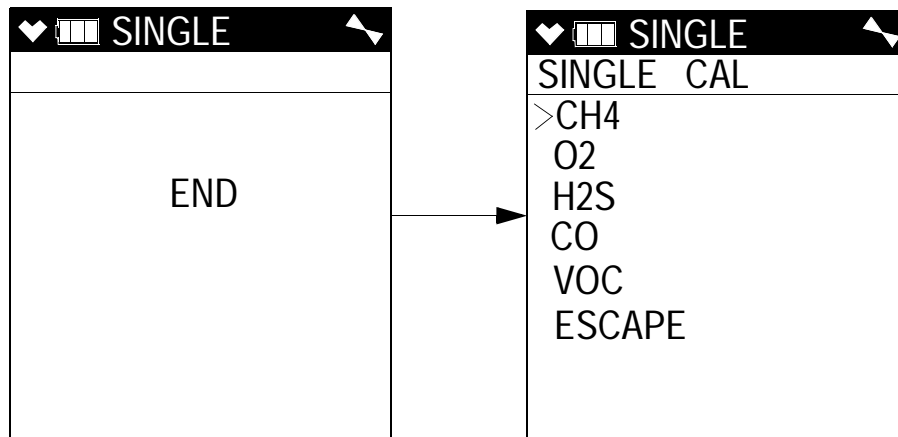 SINGLE
END
SINGLE
SINGLE CAL
>CH4
O2
H2S
CO
VOC
ESCAPE